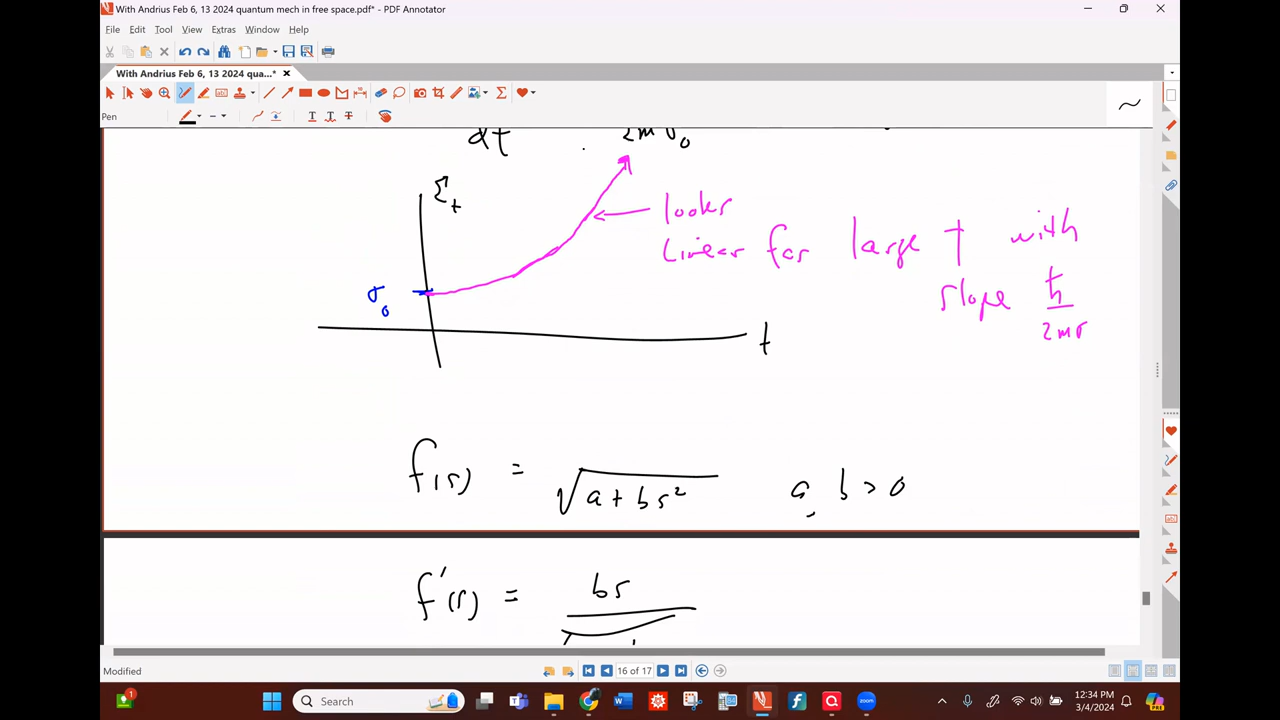 With Andrius Feb 6, 13 2024 quantum mech in free space.pdf* - PDF Annotator
File Edit Tool View Extras Window Help
With Andrius Feb 6, 13 2024 qua...*
Pen
dt 2mσ₀
Σₜ
looks
linear for large t with
slope ħ/2mσ
σ₀
t
f(s) = √(a + bs²) a, b > 0
f'(s) = bs
Modified
16 of 17
Search
12:34 PM
3/4/2024